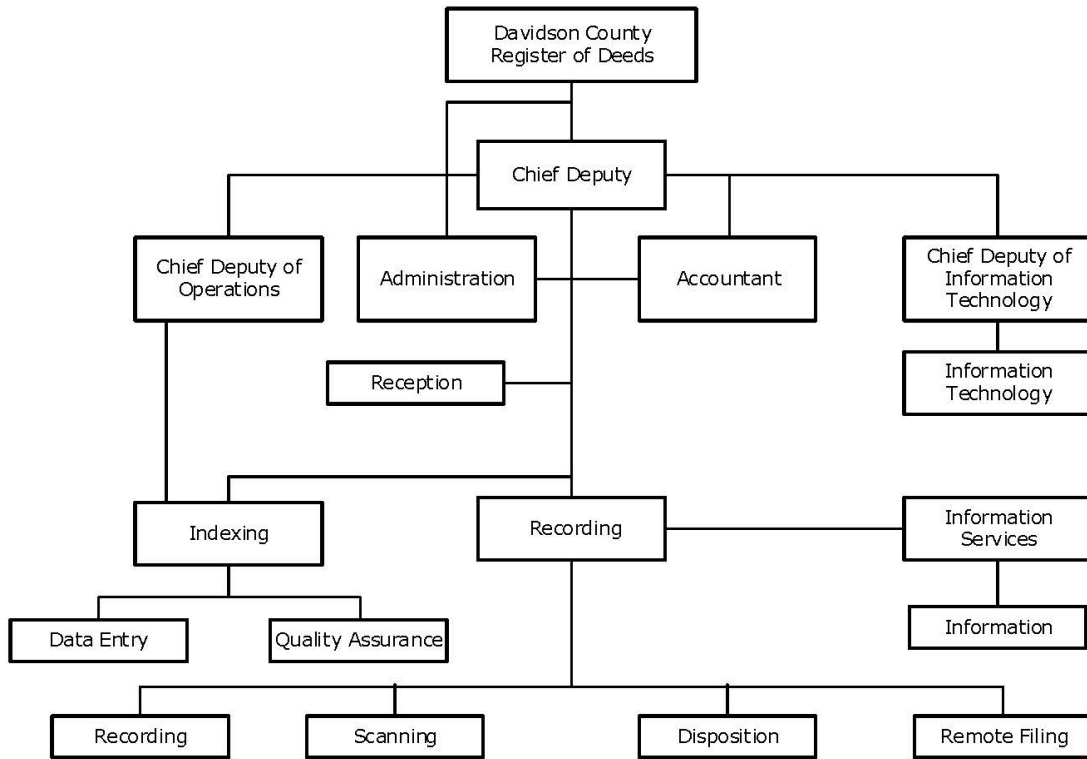 Davidson County
Register of Deeds
Chief Deputy
Chief Deputy of
Operations
Administration
Accountant
Chief Deputy of
Information
Technology
Reception
Information
Technology
Indexing
Recording
Information
Services
Data Entry
Quality Assurance
Information
Recording
Scanning
Disposition
Remote Filing